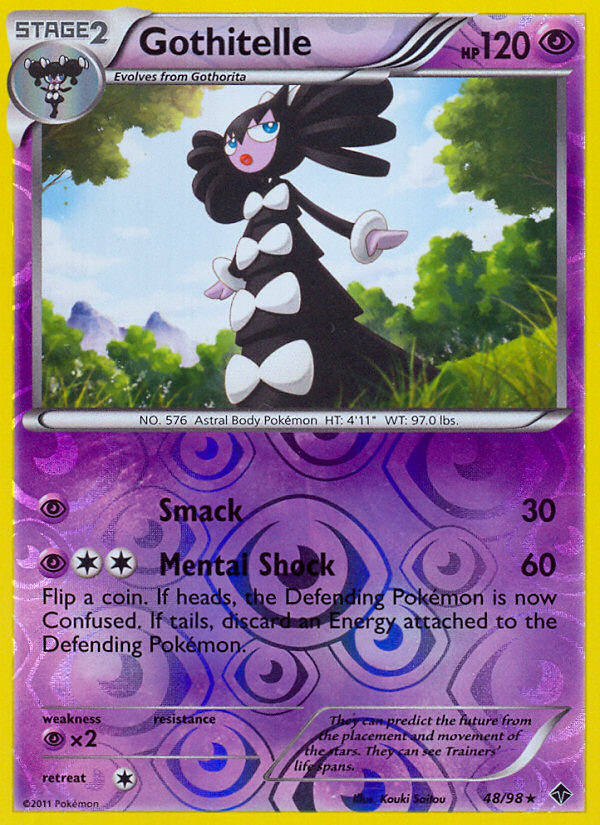 STAGE2
Gothitelle
HP120
Evolves from Gothorita
NO. 576 Astral Body Pokémon HT: 4'11" WT: 97.0 lbs.
Smack 30
Mental Shock 60
Flip a coin. If heads, the Defending Pokémon is now
Confused. If tails, discard an Energy attached to the
Defending Pokémon.
weakness resistance
×2
retreat
They can predict the future from
the placement and movement of
the stars. They can see Trainers'
life spans.
Illus. Kouki Saitou
©2011 Pokémon
48/98★